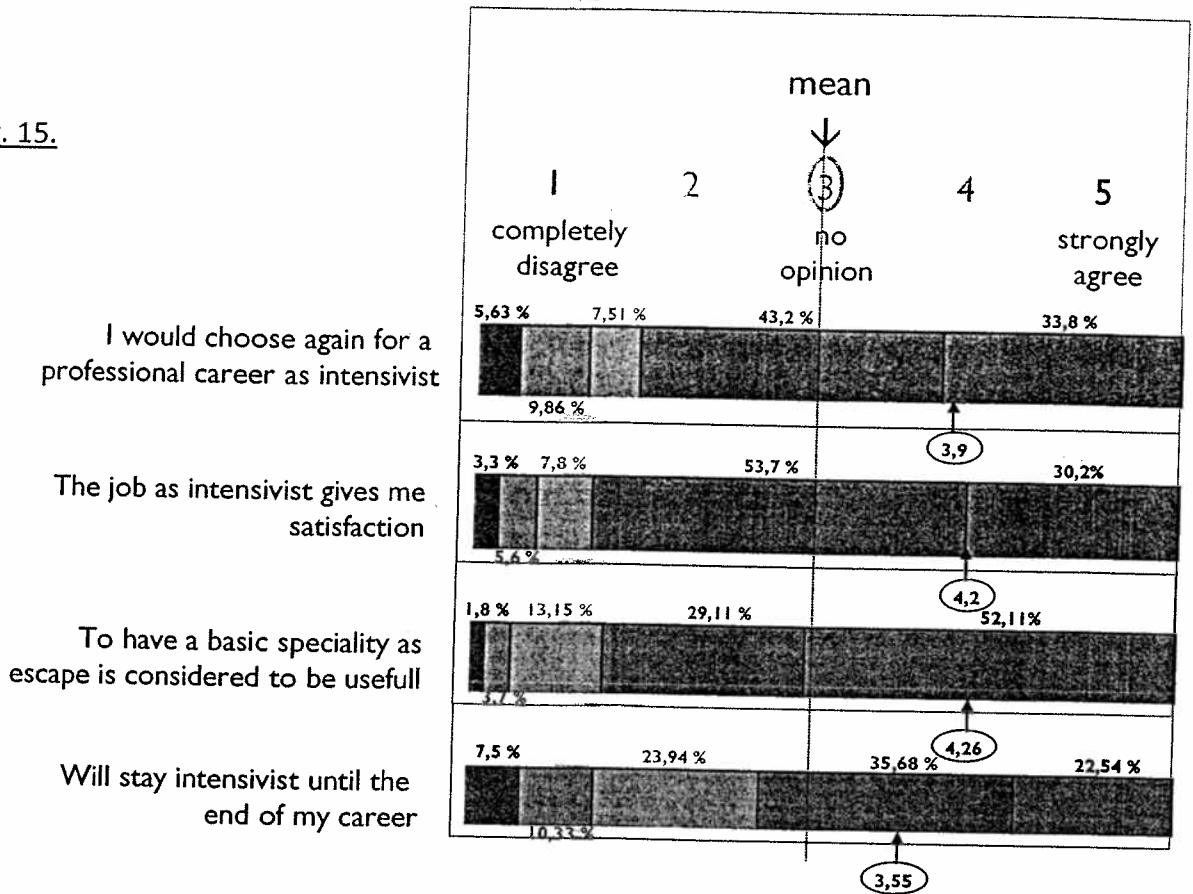 . 15.
mean
1 2 3 4 5
completely disagree
no opinion
strongly agree
5,63 % 7,51 % 43,2 % 33,8 %
I would choose again for a
professional career as intensivist
9,86 %
3,9
3,3 % 7,8 % 53,7 % 30,2%
The job as intensivist gives me
satisfaction
5,6 %
4,2
1,8 % 13,15 % 29,11 % 52,11%
To have a basic speciality as
escape is considered to be usefull
3,7 %
4,26
7,5 % 23,94 % 35,68 % 22,54 %
Will stay intensivist until the
end of my career
10,33 %
3,55